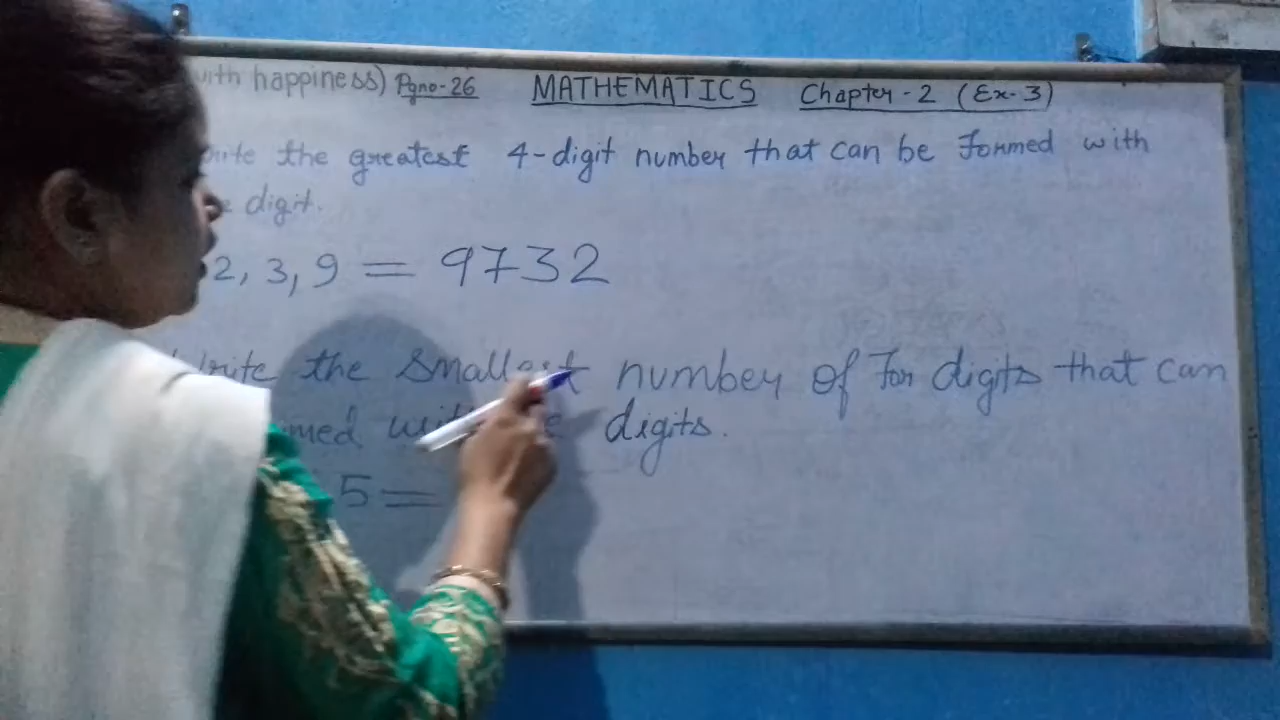 with happiness) Pgno-26 MATHEMATICS Chapter - 2 (Ex-3)
the greatest 4-digit number that can be formed with
digit.
2, 3, 9 = 9732
the Smallest number of For digits that can
digits.
5 =